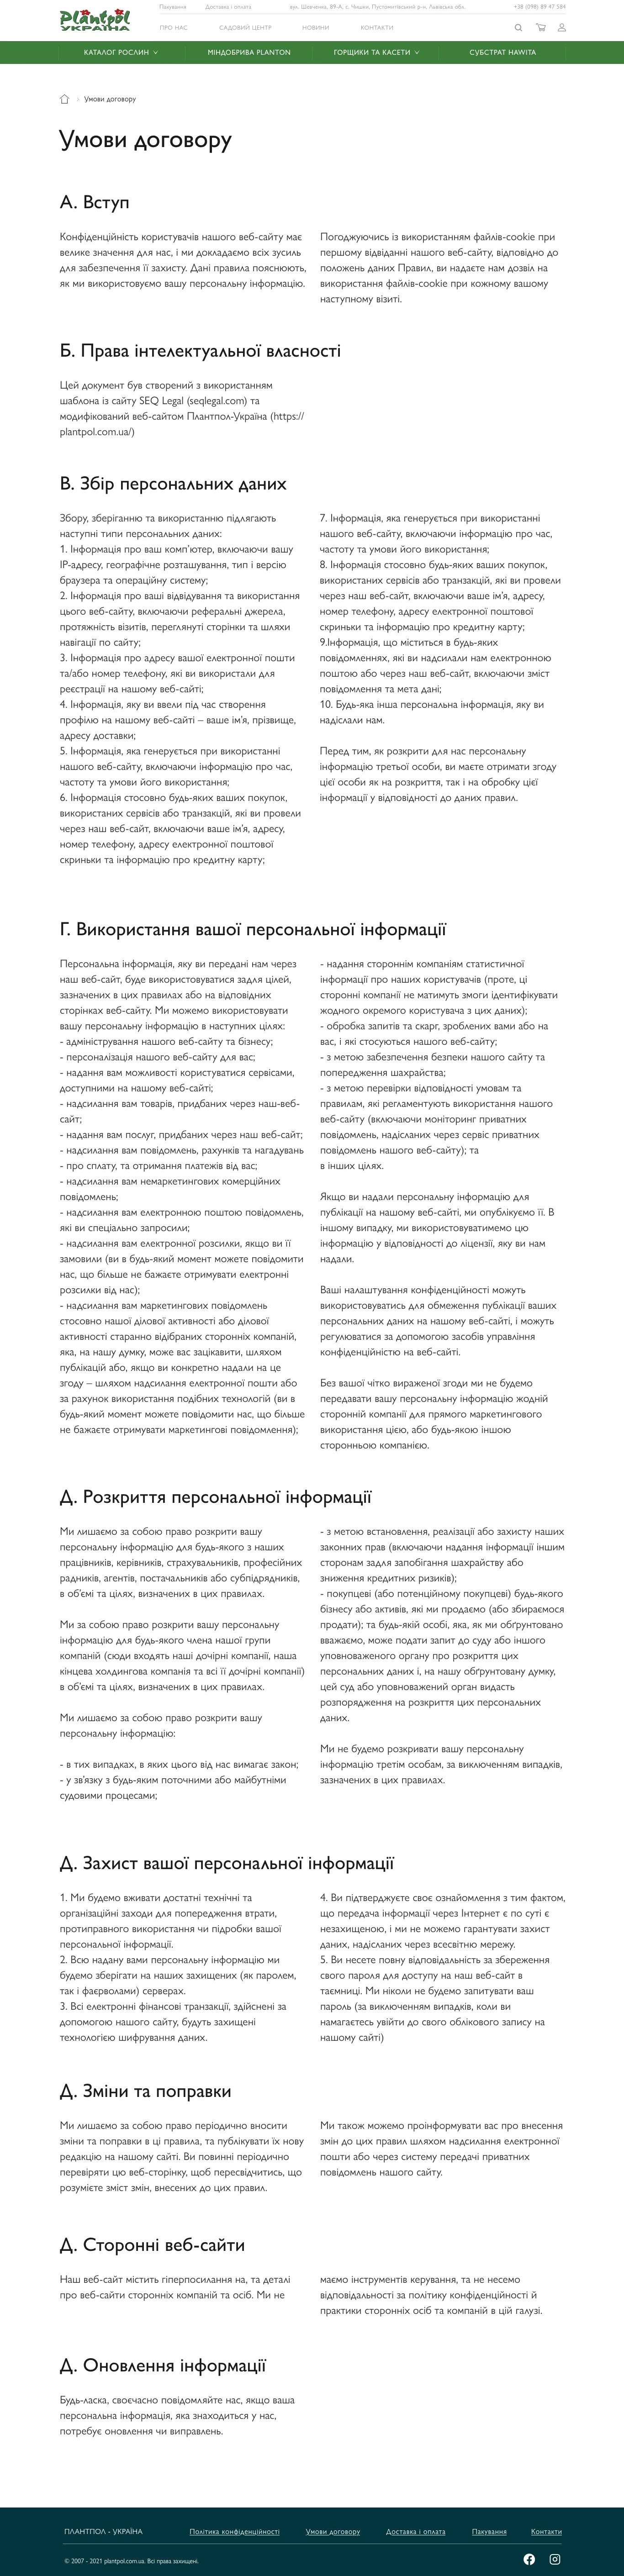 Plantpol
УКРАЇНА
Пакування
Доставка і оплата
вул. Шевченка, 89-А, с. Чишки, Пустомитівський р-н, Львівська обл.
+38 (098) 89 47 584
ПРО НАС
САДОВИЙ ЦЕНТР
НОВИНИ
КОНТАКТИ
КАТАЛОГ РОСЛИН
МІНДОБРИВА PLANTON
ГОРЩИКИ ТА КАСЕТИ
СУБСТРАТ HAWITA
Умови договору
Умови договору
А. Вступ
Конфіденційність користувачів нашого веб-сайту має
велике значення для нас, і ми докладаємо всіх зусиль
для забезпечення її захисту. Дані правила пояснюють,
як ми використовуємо вашу персональну інформацію.
Погоджуючись із використанням файлів-cookie при
першому відвіданні нашого веб-сайту, відповідно до
положень даних Правил, ви надаєте нам дозвіл на
використання файлів-cookie при кожному вашому
наступному візиті.
Б. Права інтелектуальної власності
Цей документ був створений з використанням
шаблона із сайту SEQ Legal (seqlegal.com) та
модифікований веб-сайтом Плантпол-Україна (https://
plantpol.com.ua/)
В. Збір персональних даних
Збору, зберіганню та використанню підлягають
наступні типи персональних даних:
1. Інформація про ваш комп'ютер, включаючи вашу
IP-адресу, географічне розташування, тип і версію
браузера та операційну систему;
2. Інформація про ваші відвідування та використання
цього веб-сайту, включаючи реферальні джерела,
протяжність візитів, переглянуті сторінки та шляхи
навігації по сайту;
3. Інформація про адресу вашої електронної пошти
та/або номер телефону, які ви використали для
реєстрації на нашому веб-сайті;
4. Інформація, яку ви ввели під час створення
профілю на нашому веб-сайті – ваше ім'я, прізвище,
адресу доставки;
5. Інформація, яка генерується при використанні
нашого веб-сайту, включаючи інформацію про час,
частоту та умови його використання;
6. Інформація стосовно будь-яких ваших покупок,
використаних сервісів або транзакцій, які ви провели
через наш веб-сайт, включаючи ваше ім'я, адресу,
номер телефону, адресу електронної поштової
скриньки та інформацію про кредитну карту;
7. Інформація, яка генерується при використанні
нашого веб-сайту, включаючи інформацію про час,
частоту та умови його використання;
8. Інформація стосовно будь-яких ваших покупок,
використаних сервісів або транзакцій, які ви провели
через наш веб-сайт, включаючи ваше ім'я, адресу,
номер телефону, адресу електронної поштової
скриньки та інформацію про кредитну карту;
9.Інформація, що міститься в будь-яких
повідомленнях, які ви надсилали нам електронною
поштою або через наш веб-сайт, включаючи зміст
повідомлення та мета дані;
10. Будь-яка інша персональна інформація, яку ви
надіслали нам.
Перед тим, як розкрити для нас персональну
інформацію третьої особи, ви маєте отримати згоду
цієї особи як на розкриття, так і на обробку цієї
інформації у відповідності до даних правил.
Г. Використання вашої персональної інформації
Персональна інформація, яку ви передані нам через
наш веб-сайт, буде використовуватися задля цілей,
зазначених в цих правилах або на відповідних
сторінках веб-сайту. Ми можемо використовувати
вашу персональну інформацію в наступних цілях:
- адміністрування нашого веб-сайту та бізнесу;
- персоналізація нашого веб-сайту для вас;
- надання вам можливості користуватися сервісами,
доступними на нашому веб-сайті;
- надсилання вам товарів, придбаних через наш-веб-
сайт;
- надання вам послуг, придбаних через наш веб-сайт;
- надсилання вам повідомлень, рахунків та нагадувань
- про сплату, та отримання платежів від вас;
- надсилання вам немаркетингових комерційних
повідомлень;
- надсилання вам електронною поштою повідомлень,
які ви спеціально запросили;
- надсилання вам електронної розсилки, якщо ви її
замовили (ви в будь-який момент можете повідомити
нас, що більше не бажаєте отримувати електронні
розсилки від нас);
- надсилання вам маркетингових повідомлень
стосовно нашої ділової активності або ділової
активності старанно відібраних сторонніх компаній,
яка, на нашу думку, може вас зацікавити, шляхом
публікацій або, якщо ви конкретно надали на це
згоду – шляхом надсилання електронної пошти або
за рахунок використання подібних технологій (ви в
будь-який момент можете повідомити нас, що більше
не бажаєте отримувати маркетингові повідомлення);
- надання стороннім компаніям статистичної
інформації про наших користувачів (проте, ці
сторонні компанії не матимуть змоги ідентифікувати
жодного окремого користувача з цих даних);
- обробка запитів та скарг, зроблених вами або на
вас, і які стосуються нашого веб-сайту;
- з метою забезпечення безпеки нашого сайту та
попередження шахрайства;
- з метою перевірки відповідності умовам та
правилам, які регламентують використання нашого
веб-сайту (включаючи моніторинг приватних
повідомлень, надісланих через сервіс приватних
повідомлень нашого веб-сайту); та
в інших цілях.
Якщо ви надали персональну інформацію для
публікації на нашому веб-сайті, ми опублікуємо її. В
іншому випадку, ми використовуватимемо цю
інформацію у відповідності до ліцензії, яку ви нам
надали.
Ваші налаштування конфіденційності можуть
використовуватись для обмеження публікації ваших
персональних даних на нашому веб-сайті, і можуть
регулюватися за допомогою засобів управління
конфіденційністю на веб-сайті.
Без вашої чітко вираженої згоди ми не будемо
передавати вашу персональну інформацію жодній
сторонній компанії для прямого маркетингового
використання цією, або будь-якою іншою
сторонньою компанією.
Д. Розкриття персональної інформації
Ми лишаємо за собою право розкрити вашу
персональну інформацію для будь-якого з наших
працівників, керівників, страхувальників, професійних
радників, агентів, постачальників або субпідрядників,
в об'ємі та цілях, визначених в цих правилах.
Ми за собою право розкрити вашу персональну
інформацію для будь-якого члена нашої групи
компаній (сюди входять наші дочірні компанії, наша
кінцева холдингова компанія та всі її дочірні компанії)
в об'ємі та цілях, визначених в цих правилах.
Ми лишаємо за собою право розкрити вашу
персональну інформацію:
- в тих випадках, в яких цього від нас вимагає закон;
- у зв'язку з будь-яким поточними або майбутніми
судовими процесами;
- з метою встановлення, реалізації або захисту наших
законних прав (включаючи надання інформації іншим
сторонам задля запобігання шахрайству або
зниження кредитних ризиків);
- покупцеві (або потенційному покупцеві) будь-якого
бізнесу або активів, які ми продаємо (або збираємося
продати); та будь-якій особі, яка, як ми обґрунтовано
вважаємо, може подати запит до суду або іншого
уповноваженого органу про розкриття цих
персональних даних і, на нашу обґрунтовану думку,
цей суд або уповноважений орган видасть
розпорядження на розкриття цих персональних
даних.
Ми не будемо розкривати вашу персональну
інформацію третім особам, за виключенням випадків,
зазначених в цих правилах.
Д. Захист вашої персональної інформації
1. Ми будемо вживати достатні технічні та
організаційні заходи для попередження втрати,
протиправного використання чи підробки вашої
персональної інформації.
2. Всю надану вами персональну інформацію ми
будемо зберігати на наших захищених (як паролем,
так і фаєрволами) серверах.
3. Всі електронні фінансові транзакції, здійснені за
допомогою нашого сайту, будуть захищені
технологією шифрування даних.
4. Ви підтверджуєте своє ознайомлення з тим фактом,
що передача інформації через Інтернет є по суті є
незахищеною, і ми не можемо гарантувати захист
даних, надісланих через всесвітню мережу.
5. Ви несете повну відповідальність за збереження
свого пароля для доступу на наш веб-сайт в
таємниці. Ми ніколи не будемо запитувати ваш
пароль (за виключенням випадків, коли ви
намагаєтесь увійти до свого облікового запису на
нашому сайті)
Д. Зміни та поправки
Ми лишаємо за собою право періодично вносити
зміни та поправки в ці правила, та публікувати їх нову
редакцію на нашому сайті. Ви повинні періодично
перевіряти цю веб-сторінку, щоб пересвідчитись, що
розумієте зміст змін, внесених до цих правил.
Ми також можемо проінформувати вас про внесення
змін до цих правил шляхом надсилання електронної
пошти або через систему передачі приватних
повідомлень нашого сайту.
Д. Сторонні веб-сайти
Наш веб-сайт містить гіперпосилання на, та деталі
про веб-сайти сторонніх компаній та осіб. Ми не
маємо інструментів керування, та не несемо
відповідальності за політику конфіденційності й
практики сторонніх осіб та компаній в цій галузі.
Д. Оновлення інформації
Будь-ласка, своєчасно повідомляйте нас, якщо ваша
персональна інформація, яка знаходиться у нас,
потребує оновлення чи виправлень.
ПЛАНТПОЛ - УКРАЇНА
Політика конфіденційності
Умови договору
Доставка і оплата
Пакування
Контакти
© 2007 - 2021 plantpol.com.ua. Всі права захищені.